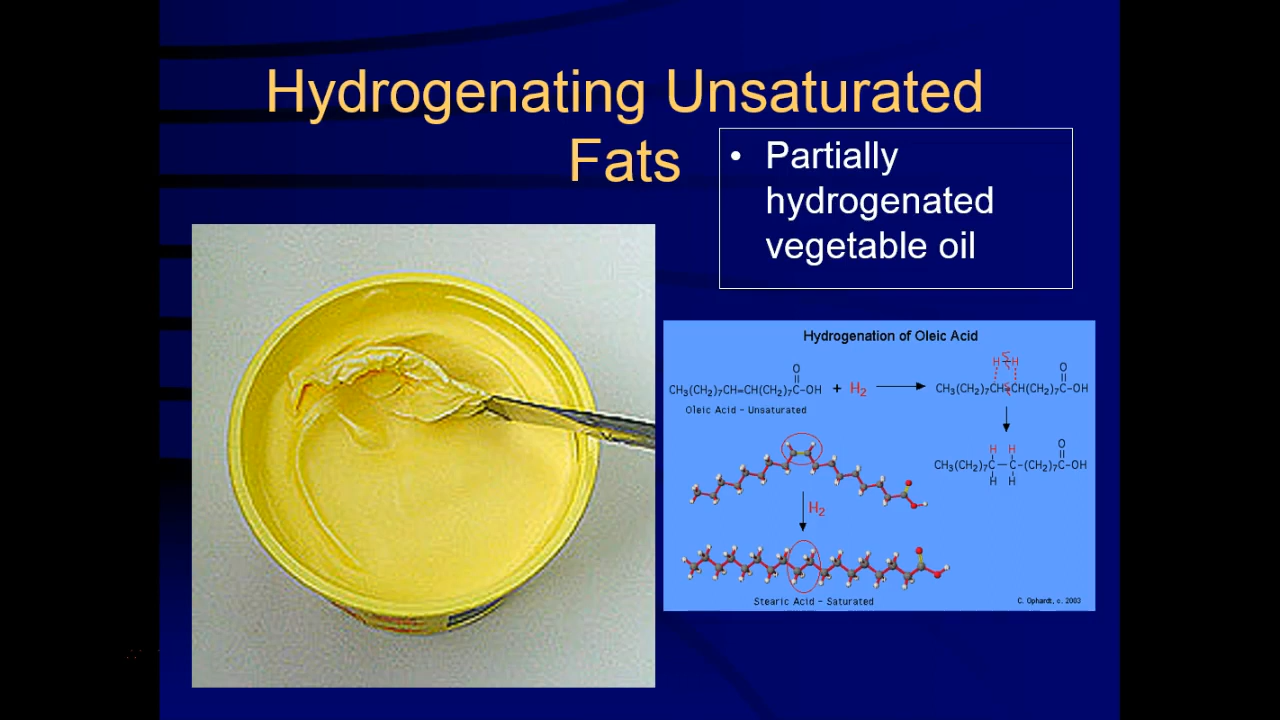 Hydrogenating Unsaturated
Fats
• Partially
hydrogenated
vegetable oil
Hydrogenation of Oleic Acid
O
CH₃(CH₂)₇CH=CH(CH₂)₇C-OH + H₂
Oleic Acid - Unsaturated
H-H
O
CH₃(CH₂)₇CH=CH(CH₂)₇C-OH
H H O
CH₃(CH₂)₇C-C-(CH₂)₇C-OH
H H
H₂
Stearic Acid - Saturated
C. Ophardt, c. 2003